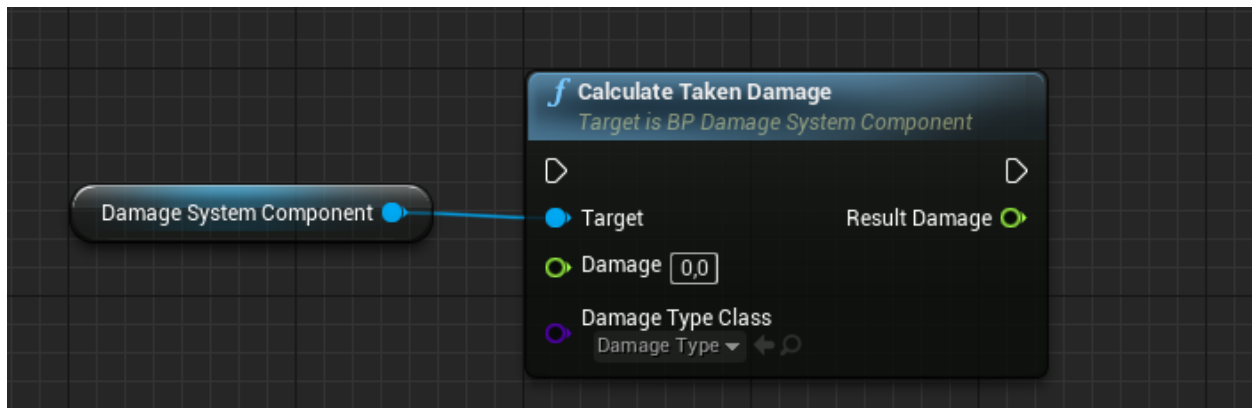 Calculate Taken Damage
Target is BP Damage System Component
Damage System Component
Target
Result Damage
Damage 0,0
Damage Type Class
Damage Type